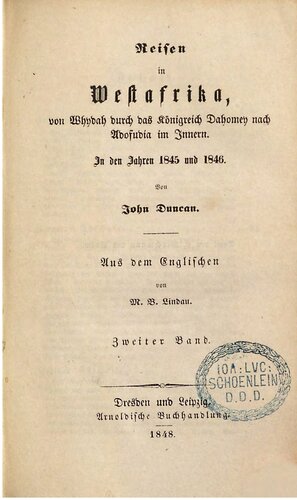 Reisen
in
Westafrika,
von Whydah durch das Königreich Dahomey nach
Adofudia im Innern.
In den Jahren 1845 und 1846.
Von
John Duncan.
Aus dem Englischen
von
M. B. Lindau.
Zweiter Band.
IOA: LVC:
SCHOENLEIN
D.D.D.
Dresden und Leipzig,
Arnoldische Buchhandlung.
1848.